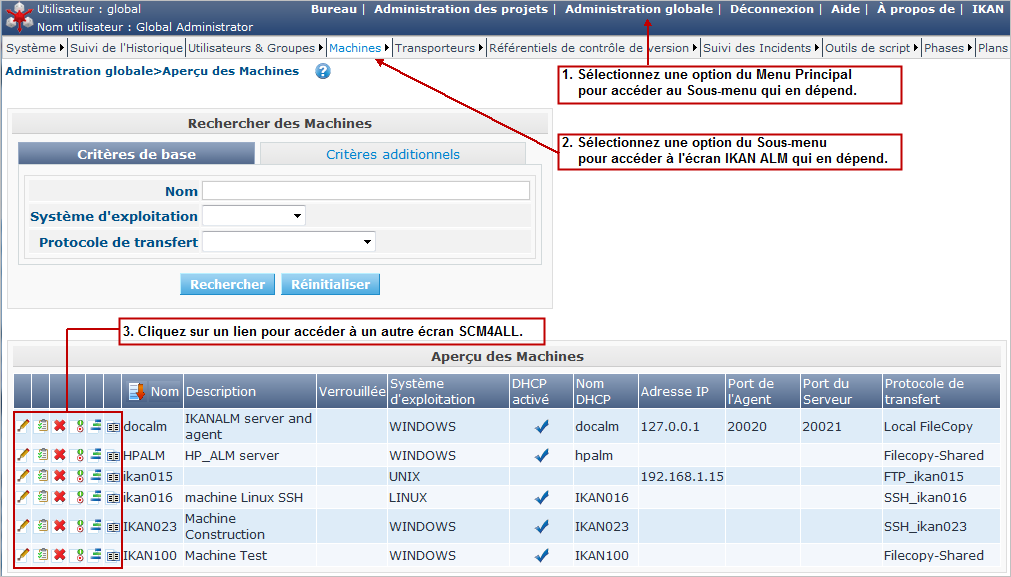 Utilisateur : global
Nom utilisateur : Global Administrator
Bureau | Administration des projets | Administration globale | Déconnexion | Aide | À propos de | IKAN
Système Suivi de l'Historique Utilisateurs & Groupes Machines Transporteurs Référentiels de contrôle de version Suivi des Incidents Outils de script Phases Plans
Administration globale>Aperçu des Machines ?
1. Sélectionnez une option du Menu Principal
pour accéder au Sous-menu qui en dépend.
2. Sélectionnez une option du Sous-menu
pour accéder à l'écran IKAN ALM qui en dépend.
Rechercher des Machines
Critères de base Critères additionnels
Nom
Système d'exploitation
Protocole de transfert
Rechercher Réinitialiser
3. Cliquez sur un lien pour accéder à un autre écran SCM4ALL.
Aperçu des Machines
Nom Description Verrouillée Système d'exploitation DHCP activé Nom DHCP Adresse IP Port de l'Agent Port du Serveur Protocole de transfert
docalm IKANALM server and agent WINDOWS docalm 127.0.0.1 20020 20021 Local FileCopy
HPALM HP_ALM server WINDOWS hpalm Filecopy-Shared
ikan015 UNIX 192.168.1.15 FTP_ikan015
ikan016 machine Linux SSH LINUX IKAN016 SSH_ikan016
IKAN023 Machine Construction WINDOWS IKAN023 SSH_ikan023
IKAN100 Machine Test WINDOWS IKAN100 Filecopy-Shared